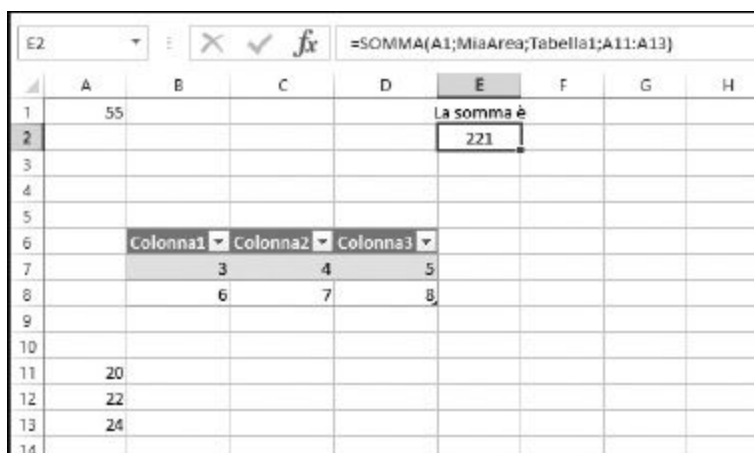 E2 fx =SOMMA(A1;MiaArea;Tabella1;A11:A13)
A B C D E F G H
1 55 La somma è
2 221
3
4
5
6 Colonna1 Colonna2 Colonna3
7 3 4 5
8 6 7 8
9
10
11 20
12 22
13 24
14